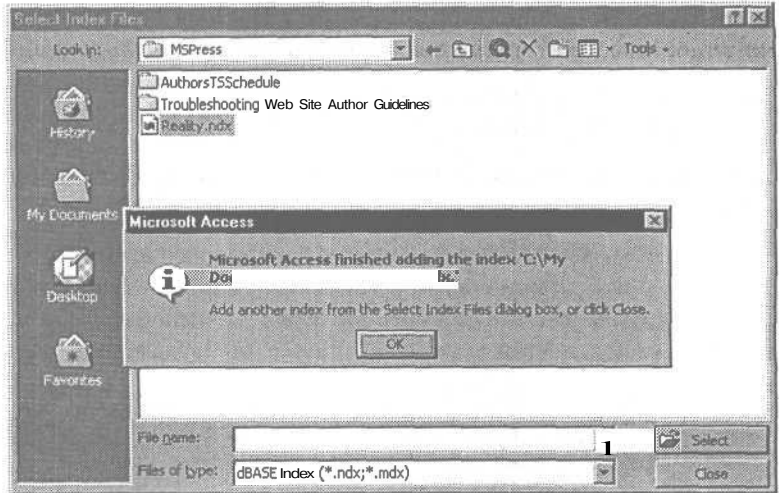 Select Index Files
Look in:
MSPress
Tools
AuthorsTSSchedule
Troubleshooting Web Site Author Guidelines
Reality.ndx
History
My Documents
Desktop
Favorites
Microsoft Access
Microsoft Access finished adding the index 'C:\My
Add another index from the Select Index Files dialog box, or click Close.
OK
File name:
1
Select
Files of type:
dBASE Index (*.ndx;*.mdx)
Close